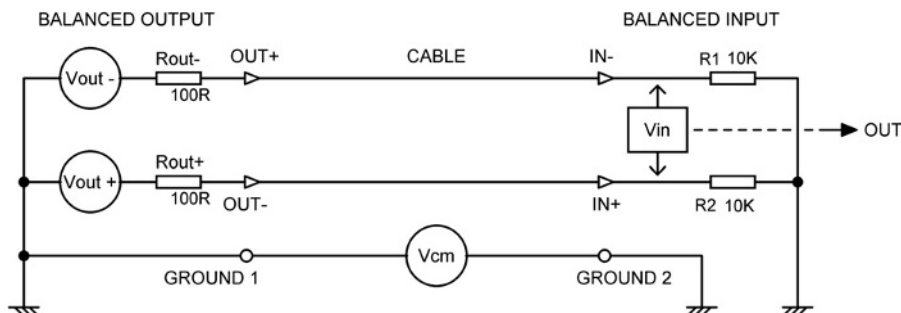 BALANCED OUTPUT
BALANCED INPUT
Rout-
OUT+
CABLE
IN-
R1 10K
Vout -
100R
Vin
OUT
Rout+
Vout +
100R
OUT-
IN+
R2 10K
Vcm
GROUND 1
GROUND 2